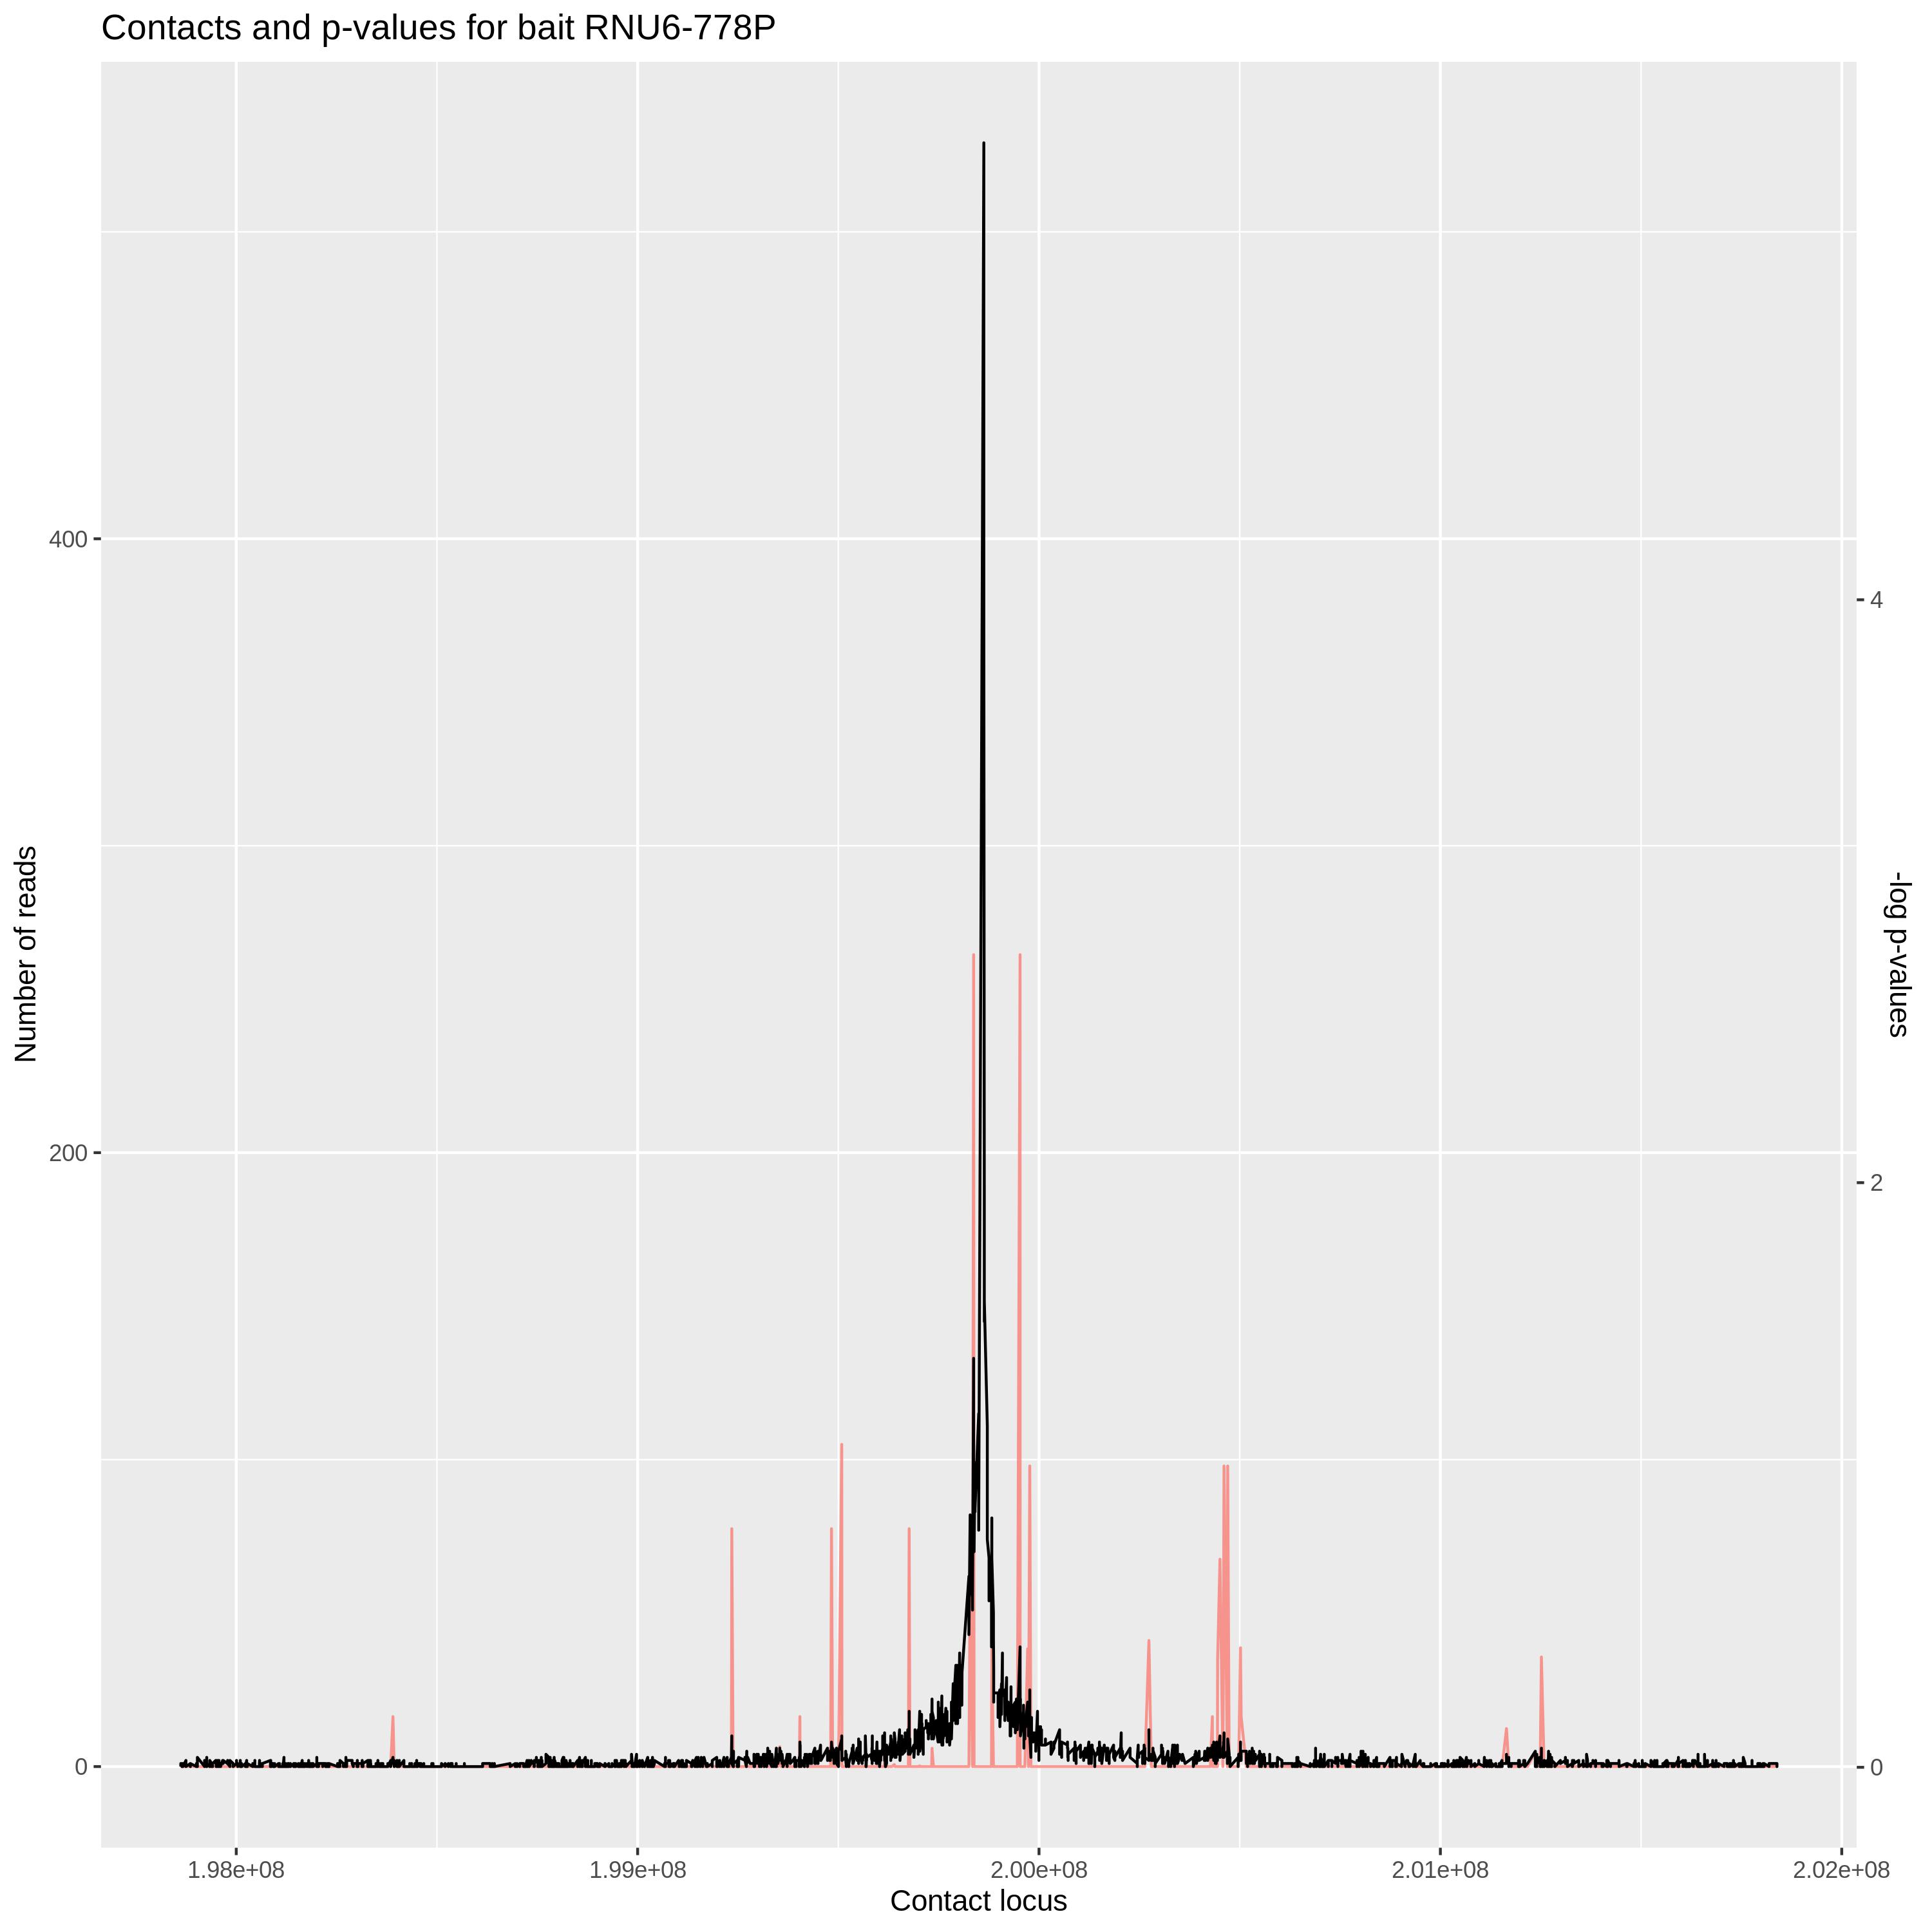 Contacts and p-values for bait RNU6-778P
400
200
0
Number of reads
4
2
0
-log p-values
1.98e+08 1.99e+08 2.00e+08 2.01e+08 2.02e+08
Contact locus